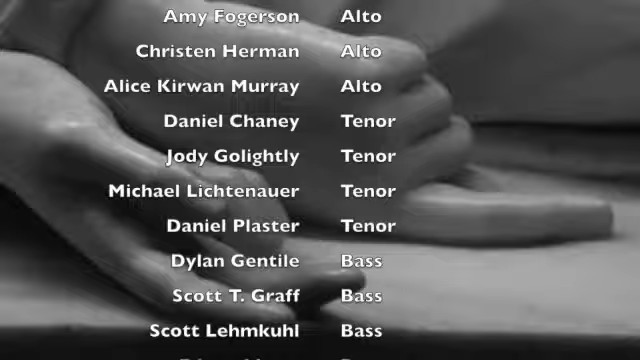 Amy Fogerson Alto
Christen Herman Alto
Alice Kirwan Murray Alto
Daniel Chaney Tenor
Jody Golightly Tenor
Michael Lichtenauer Tenor
Daniel Plaster Tenor
Dylan Gentile Bass
Scott T. Graff Bass
Scott Lehmkuhl Bass